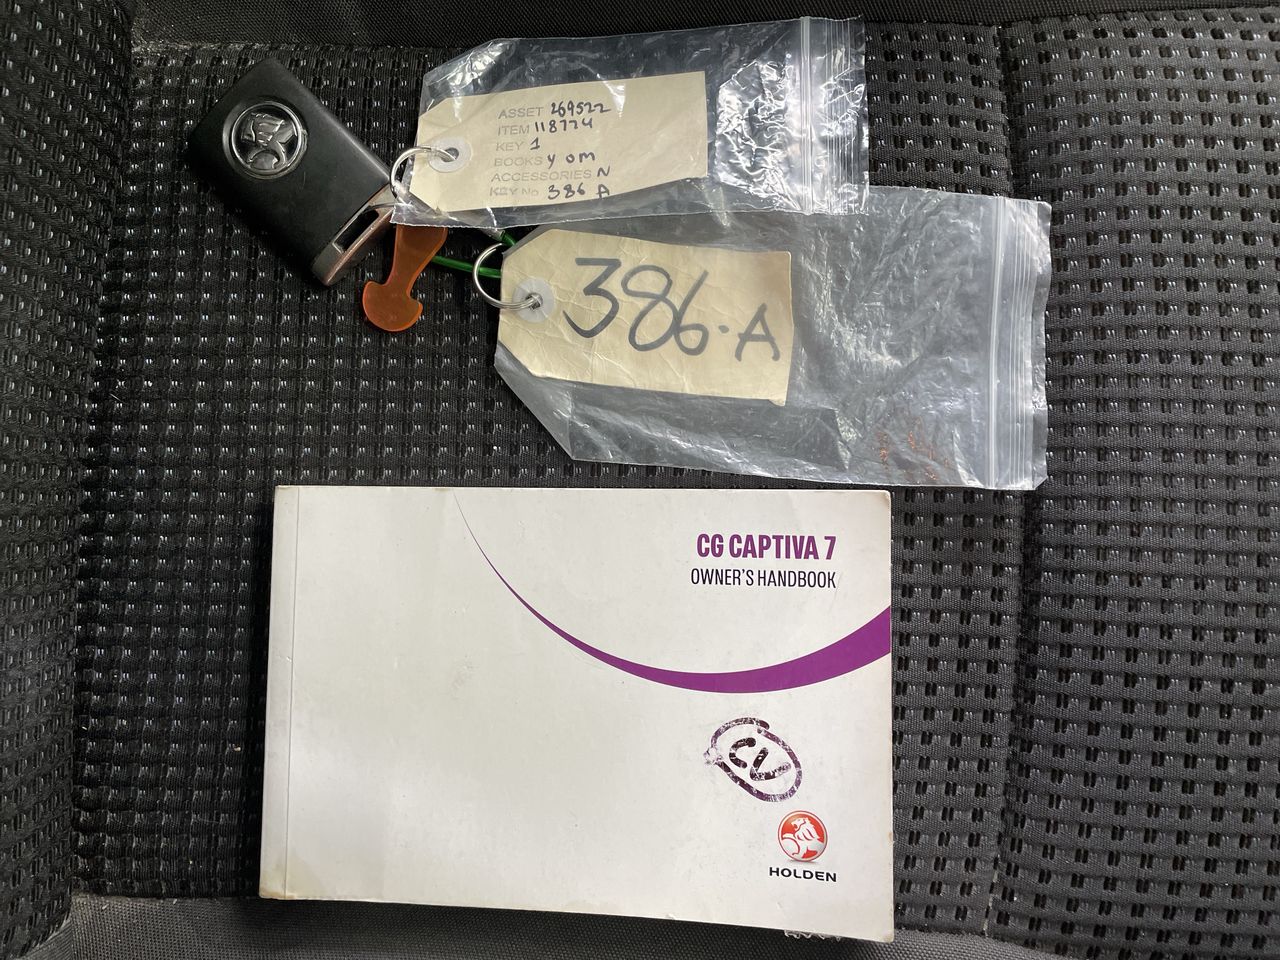 ASSET 269522
ITEM 118774
KEY 1
BOOKS Y OM
ACCESSORIES N
KEY No 386 A
386.A
CG CAPTIVA 7
OWNER'S HANDBOOK
CV
HOLDEN